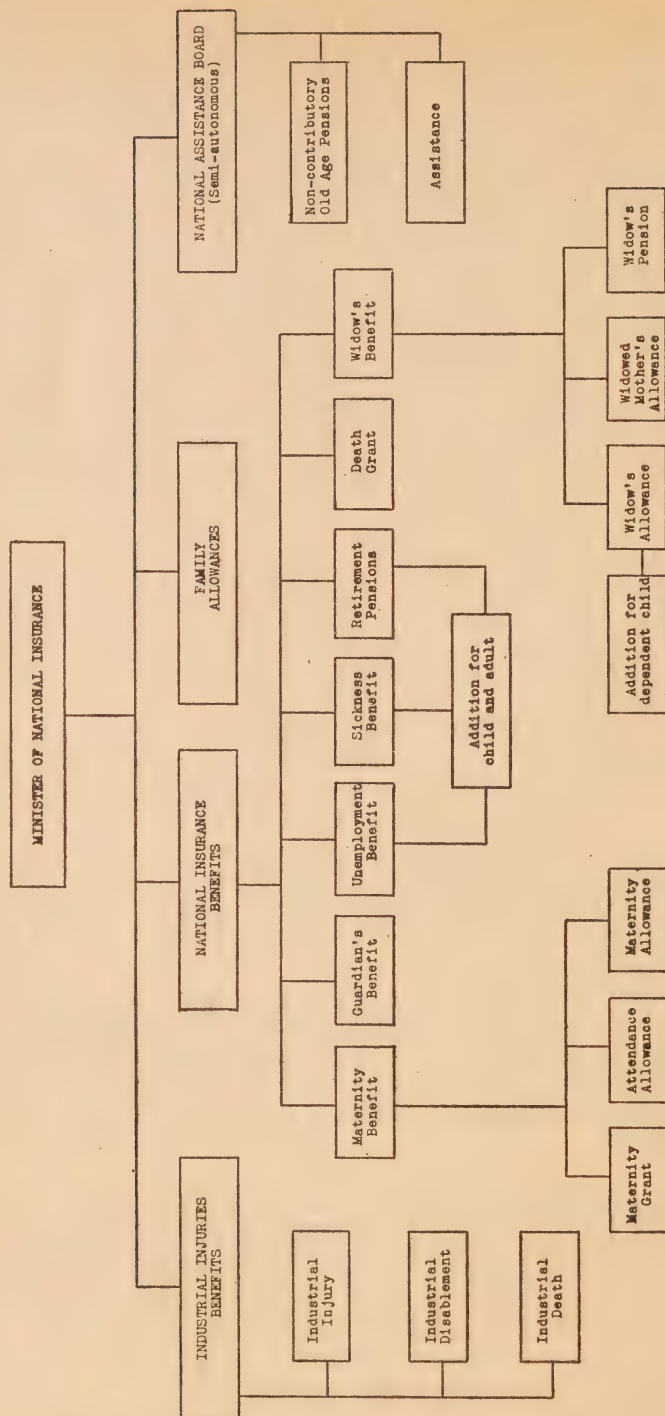 MINISTER OF NATIONAL INSURANCE
INDUSTRIAL INJURIES
BENEFITS
NATIONAL INSURANCE
BENEFITS
FAMILY
ALLOWANCES
NATIONAL ASSISTANCE BOARD
(Semi-autonomous)
Industrial
Injury
Industrial
Disablement
Industrial
Death
Maternity
Benefit
Guardian's
Benefit
Unemployment
Benefit
Sickness
Benefit
Retirement
Pensions
Death
Grant
Widow's
Benefit
Non-contributory
Old Age Pensions
Assistance
Addition for
child and adult
Maternity
Grant
Attendance
Allowance
Maternity
Allowance
Addition for
dependent child
Widow's
Allowance
Widowed
Mother's
Allowance
Widow's
Pension